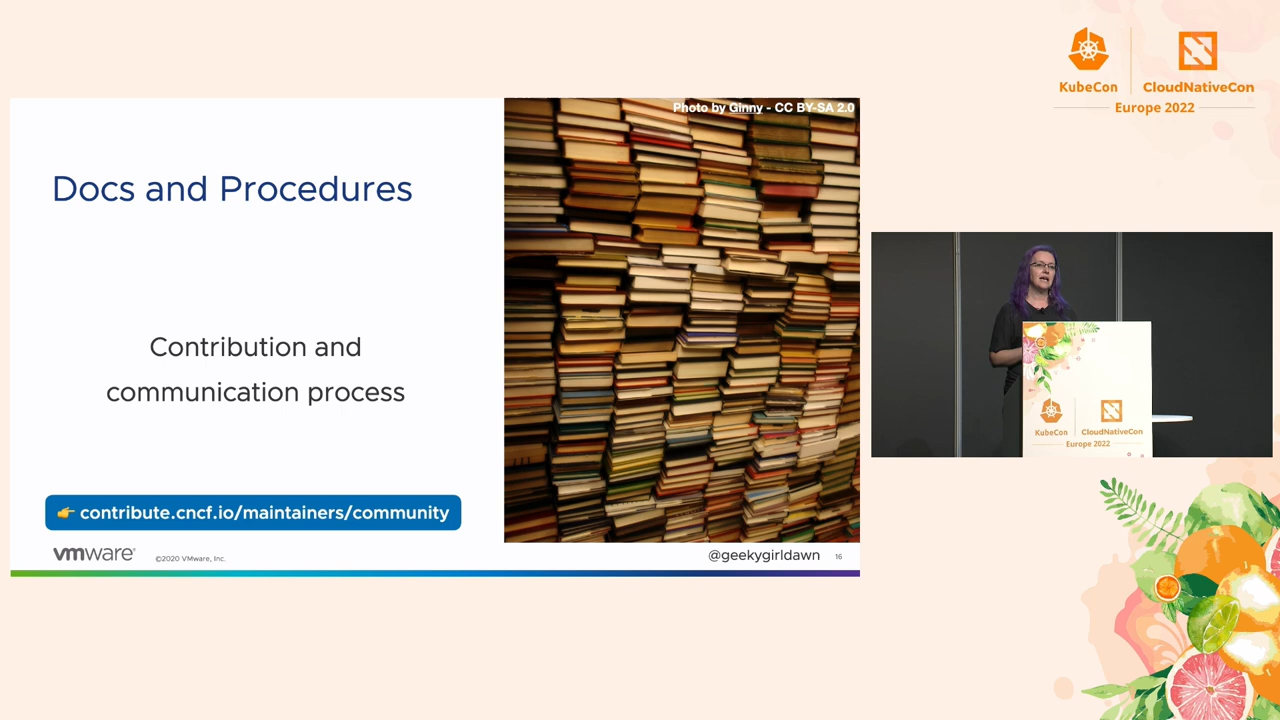 KubeCon
CloudNativeCon
Europe 2022
Photo by Ginny - CC BY-SA 2.0
Docs and Procedures
Contribution and
communication process
👉 contribute.cncf.io/maintainers/community
vmware®
©2020 VMware, Inc.
@geekygirldawn
16
KubeCon
CloudNativeCon
Europe 2022